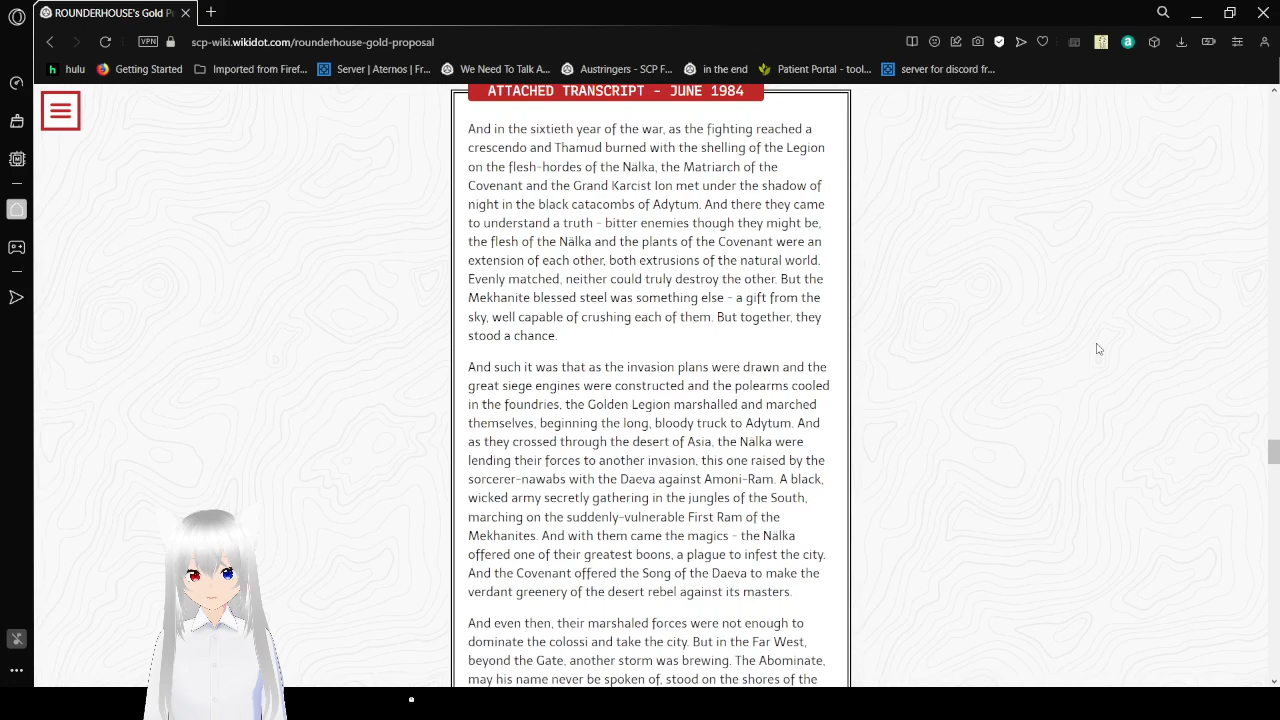 ROUNDERHOUSE's Gold Pr
scp-wiki.wikidot.com/rounderhouse-gold-proposal
VPN
hulu
Getting Started
Imported from Firef...
Server | Aternos | Fr...
We Need To Talk A...
Austringers - SCP F...
in the end
Patient Portal - tool...
server for discord fr...
ATTACHED TRANSCRIPT - JUNE 1984
And in the sixtieth year of the war, as the fighting reached a
crescendo and Thamud burned with the shelling of the Legion
on the flesh-hordes of the Nälka, the Matriarch of the
Covenant and the Grand Karcist Ion met under the shadow of
night in the black catacombs of Adytum. And there they came
to understand a truth - bitter enemies though they might be,
the flesh of the Nälka and the plants of the Covenant were an
extension of each other, both extrusions of the natural world.
Evenly matched, neither could truly destroy the other. But the
Mekhanite blessed steel was something else - a gift from the
sky, well capable of crushing each of them. But together, they
stood a chance.
And such it was that as the invasion plans were drawn and the
great siege engines were constructed and the polearms cooled
in the foundries, the Golden Legion marshalled and marched
themselves, beginning the long, bloody truck to Adytum. And
as they crossed through the desert of Asia, the Nälka were
lending their forces to another invasion, this one raised by the
sorcerer-nawabs with the Daeva against Amoni-Ram. A black,
wicked army secretly gathering in the jungles of the South,
marching on the suddenly-vulnerable First Ram of the
Mekhanites. And with them came the magics - the Nälka
offered one of their greatest boons, a plague to infest the city.
And the Covenant offered the Song of the Daeva to make the
verdant greenery of the desert rebel against its masters.
And even then, their marshaled forces were not enough to
dominate the colossi and take the city. But in the Far West,
beyond the Gate, another storm was brewing. The Abominate,
may his name never be spoken of, stood on the shores of the